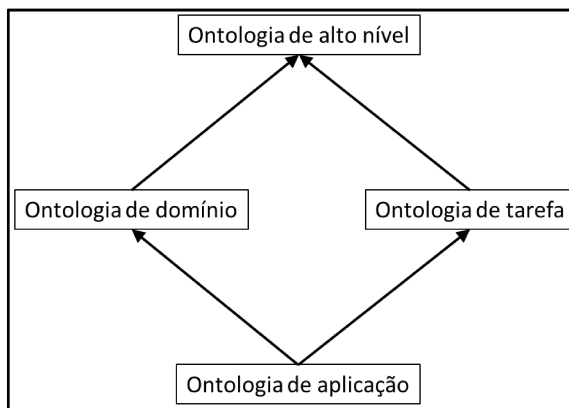 Ontologia de alto nível
Ontologia de domínio
Ontologia de tarefa
Ontologia de aplicação